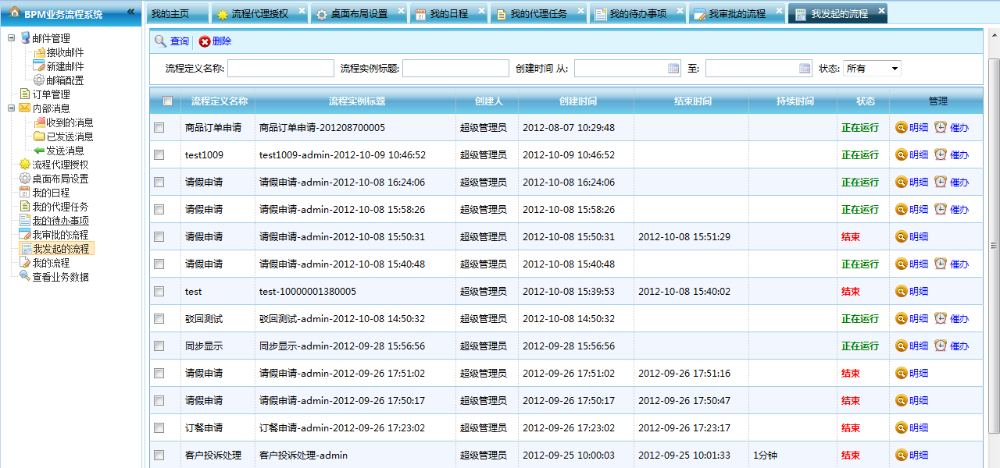 BPM业务流程系统 «
我的主页 流程代理授权 桌面布局设置 我的日程 我的代理任务 我的待办事项 我审批的流程 我发起的流程
邮件管理
接收邮件
新建邮件
邮箱配置
订单管理
内部消息
收到的消息
已发送消息
发送消息
流程代理授权
桌面布局设置
我的日程
我的代理任务
我的待办事项
我审批的流程
我发起的流程
我的流程
查看业务数据
查询 删除
流程定义名称: 流程实例标题: 创建时间 从: 至: 状态: 所有
流程定义名称 流程实例标题 创建人 创建时间 结束时间 持续时间 状态 管理
商品订单申请 商品订单申请-201208700005 超级管理员 2012-08-07 10:29:48 正在运行 明细 催办
test1009 test1009-admin-2012-10-09 10:46:52 超级管理员 2012-10-09 10:46:52 正在运行 明细 催办
请假申请 请假申请-admin-2012-10-08 16:24:06 超级管理员 2012-10-08 16:24:06 正在运行 明细 催办
请假申请 请假申请-admin-2012-10-08 15:58:26 超级管理员 2012-10-08 15:58:26 正在运行 明细 催办
请假申请 请假申请-admin-2012-10-08 15:50:31 超级管理员 2012-10-08 15:50:31 2012-10-08 15:51:29 结束 明细
请假申请 请假申请-admin-2012-10-08 15:40:48 超级管理员 2012-10-08 15:40:48 正在运行 明细 催办
test test-10000001380005 超级管理员 2012-10-08 15:39:53 2012-10-08 15:40:02 结束 明细
驳回测试 驳回测试-admin-2012-10-08 14:50:32 超级管理员 2012-10-08 14:50:32 正在运行 明细 催办
同步显示 同步显示-admin-2012-09-28 15:56:56 超级管理员 2012-09-28 15:56:56 正在运行 明细 催办
请假申请 请假申请-admin-2012-09-26 17:51:02 超级管理员 2012-09-26 17:51:02 2012-09-26 17:51:16 结束 明细
请假申请 请假申请-admin-2012-09-26 17:50:17 超级管理员 2012-09-26 17:50:17 2012-09-26 17:50:47 结束 明细
订餐申请 订餐申请-admin-2012-09-26 17:23:02 超级管理员 2012-09-26 17:23:02 2012-09-26 17:23:17 结束 明细
客户投诉处理 客户投诉处理-admin 超级管理员 2012-09-25 10:00:03 2012-09-25 10:01:33 1分钟 结束 明细